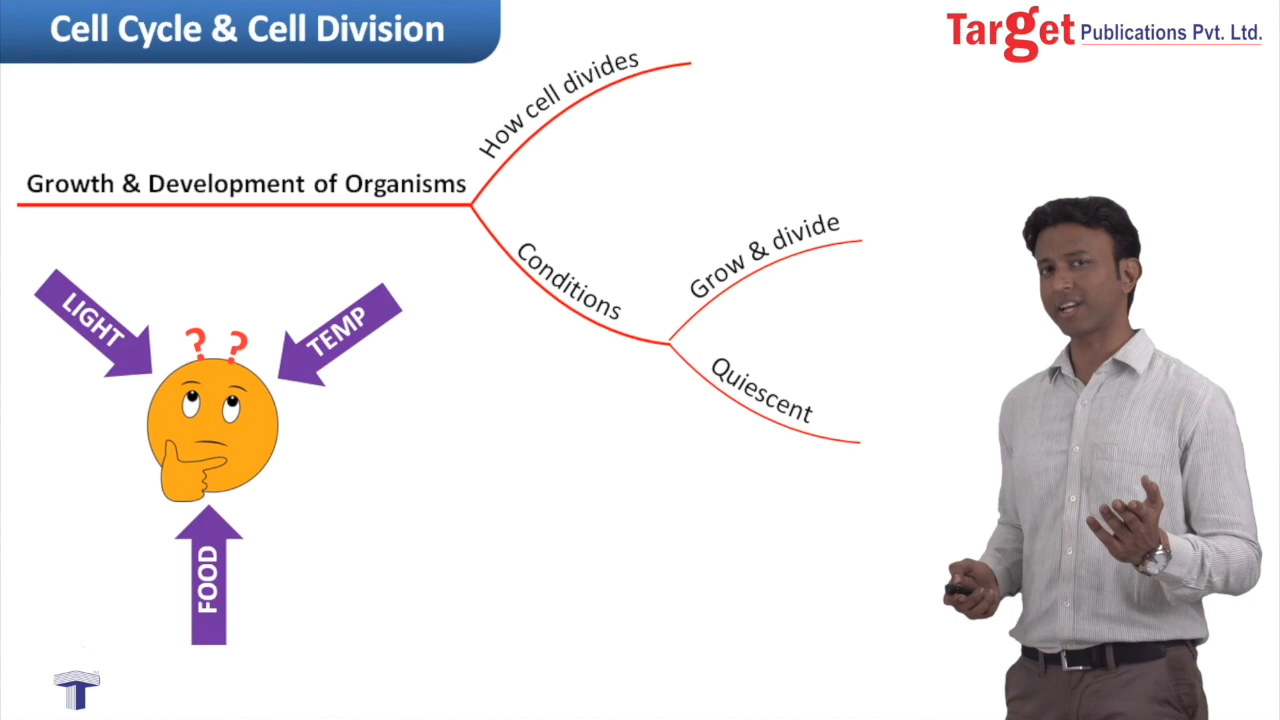 Cell Cycle & Cell Division
Target Publications Pvt. Ltd.
How cell divides
Growth & Development of Organisms
Conditions
Grow & divide
Quiescent
LIGHT
TEMP
? ?
FOOD